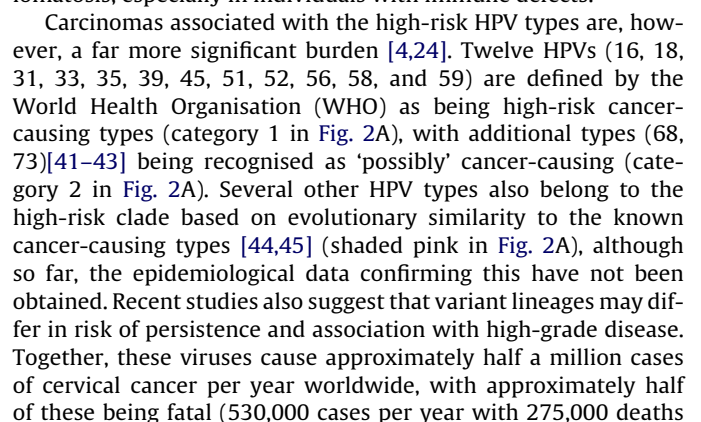 iomatosis, especially in individuals with immune defects.
Carcinomas associated with the high-risk HPV types are, how-
ever, a far more significant burden [4,24]. Twelve HPVs (16, 18,
31, 33, 35, 39, 45, 51, 52, 56, 58, and 59) are defined by the
World Health Organisation (WHO) as being high-risk cancer-
causing types (category 1 in Fig. 2A), with additional types (68,
73)[41–43] being recognised as ‘possibly’ cancer-causing (cate-
gory 2 in Fig. 2A). Several other HPV types also belong to the
high-risk clade based on evolutionary similarity to the known
cancer-causing types [44,45] (shaded pink in Fig. 2A), although
so far, the epidemiological data confirming this have not been
obtained. Recent studies also suggest that variant lineages may dif-
fer in risk of persistence and association with high-grade disease.
Together, these viruses cause approximately half a million cases
of cervical cancer per year worldwide, with approximately half
of these being fatal (530,000 cases per year with 275,000 deaths